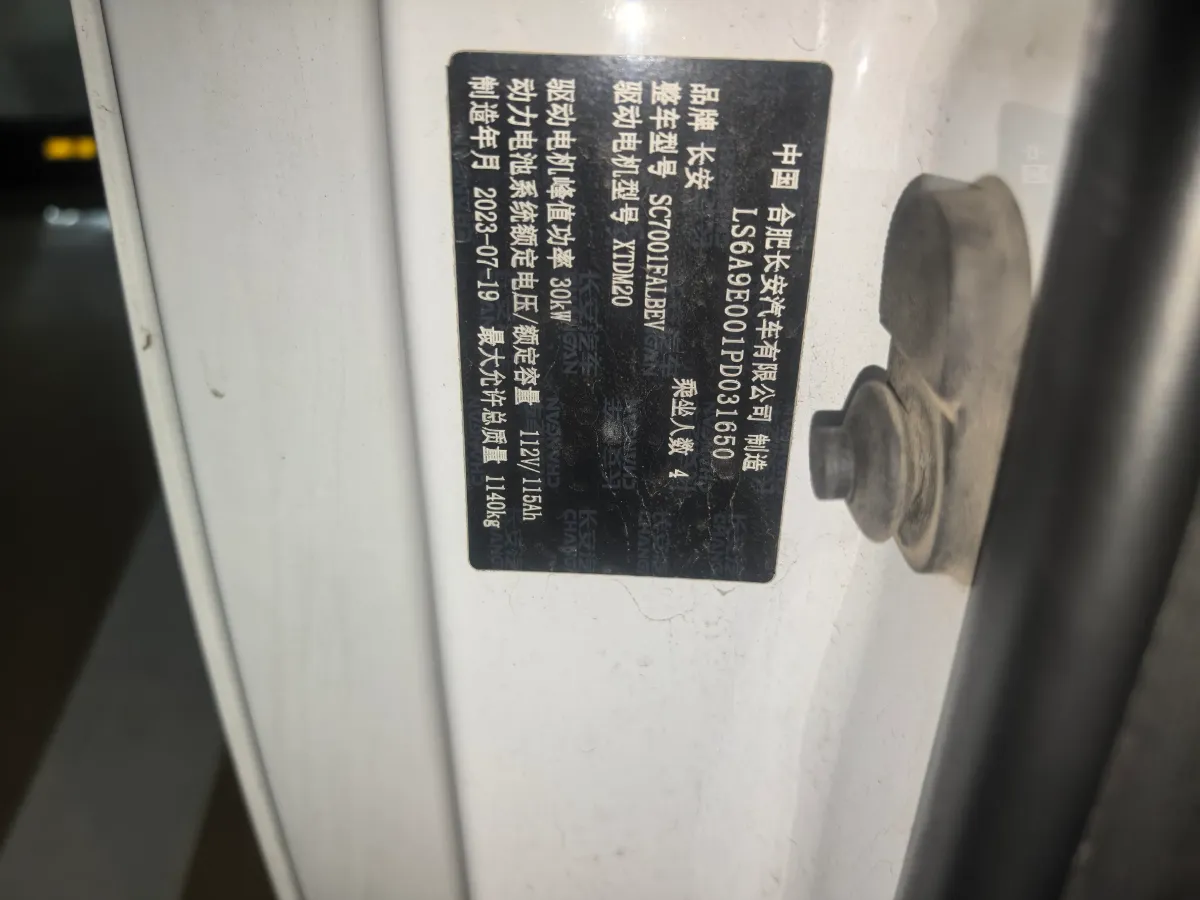 中国 合肥长安汽车有限公司 制造
LS6A9E001PD031650
品牌 长安
整车型号 SC7001FALBEV 乘坐人数 4
驱动电机型号 XTDM20
驱动电机峰值功率 30kW
动力电池系统额定电压/额定容量 112V/115Ah
制造年月 2023-07-19 最大允许总质量 1140kg